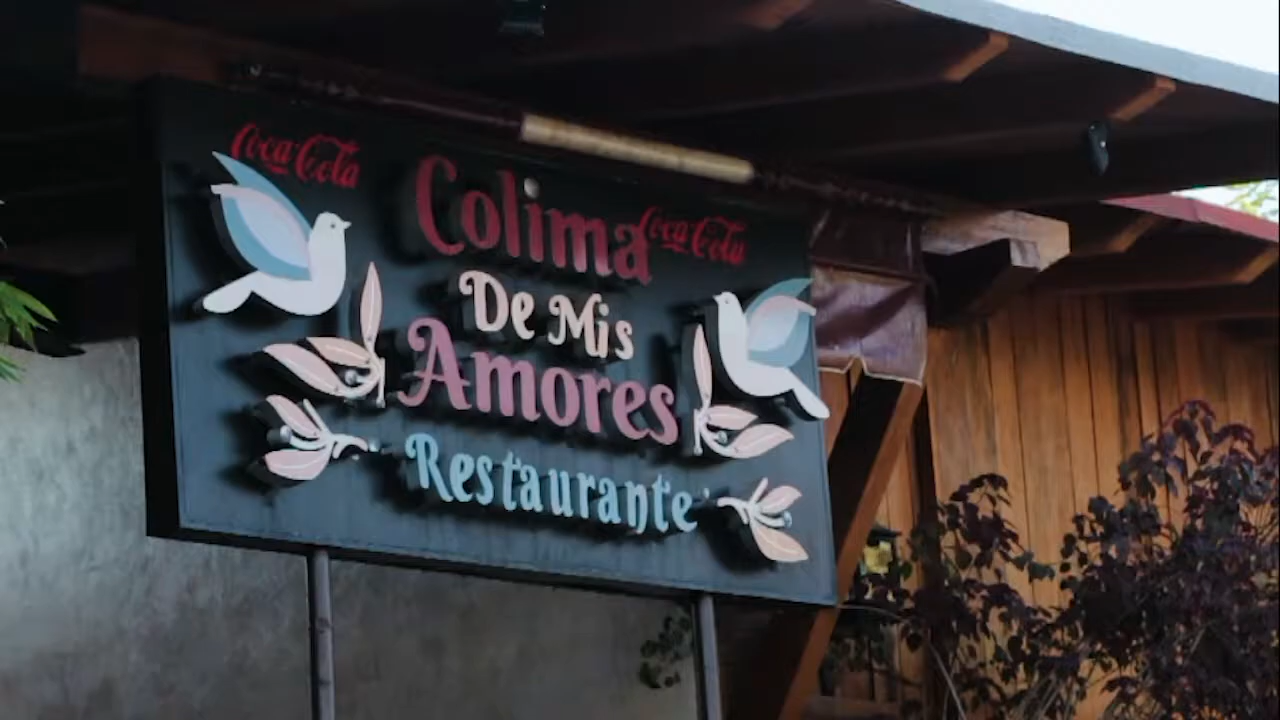 Coca-Cola
Colima
Coca-Cola
De Mis
Amores
Restaurante